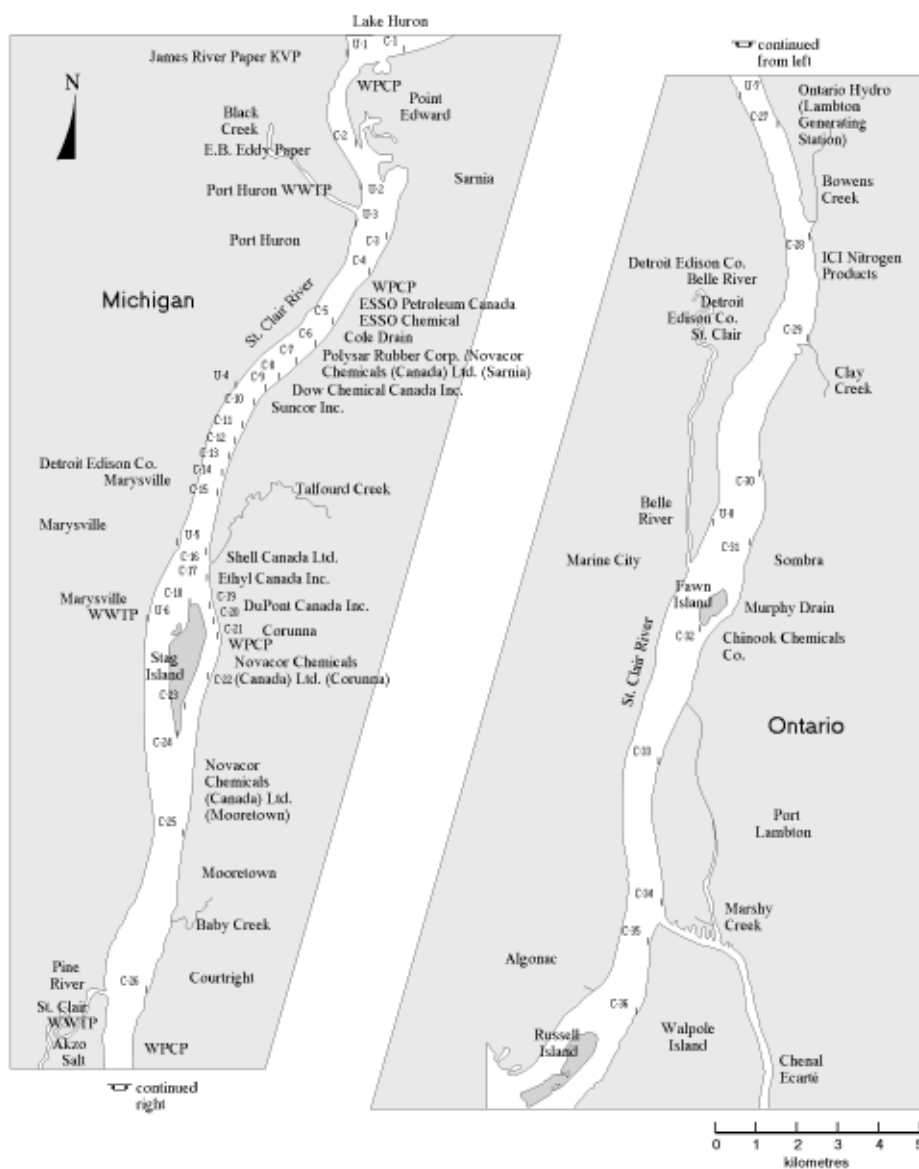 Lake Huron
U-1
C-1
James River Paper KVP
N
WPCP
Point
Edward
Black
Creek
C-2
E.B. Eddy Paper
Sarnia
U-2
Port Huron WWTP
U-3
Port Huron
C-3
C-4
WPCP
Michigan
St. Clair River
ESSO Petroleum Canada
C-5
ESSO Chemical
C-6
Cole Drain
C-7
Polysar Rubber Corp. /Novacor
C-8
Chemicals (Canada) Ltd. (Sarnia)
U-4
C-9
Dow Chemical Canada Inc.
C-10
Suncor Inc.
C-11
C-12
C-13
Detroit Edison Co.
Marysville
C-14
C-15
Talfourd Creek
Marysville
U-5
C-16
Shell Canada Ltd.
C-17
Ethyl Canada Inc.
Marysville
WWTP
C-18
C-19
U-6
C-20
DuPont Canada Inc.
C-21
Corunna
WPCP
Stag
Island
Novacor Chemicals
C-22
(Canada) Ltd. (Corunna)
C-23
C-24
Novacor
Chemicals
(Canada) Ltd.
(Mooretown)
C-25
Mooretown
Baby Creek
Pine
River
C-26
Courtright
St. Clair
WWTP
Akzo
Salt
WPCP
continued
right
continued
from left
C-27
Ontario Hydro
(Lambton
Generating
Station)
Bowens
Creek
C-28
ICI Nitrogen
Products
Detroit Edison Co.
Belle River
Detroit
Edison Co.
St. Clair
C-29
Clay
Creek
C-30
Belle
River
U-8
C-31
Marine City
Sombra
Fawn
Island
Murphy Drain
C-32
Chinook Chemicals
Co.
St. Clair River
Ontario
C-33
Port
Lambton
C-34
Marshy
Creek
C-35
Algonac
C-36
Russell
Island
Walpole
Island
Chenal
Ecarté
0 1 2 3 4 5
kilometres